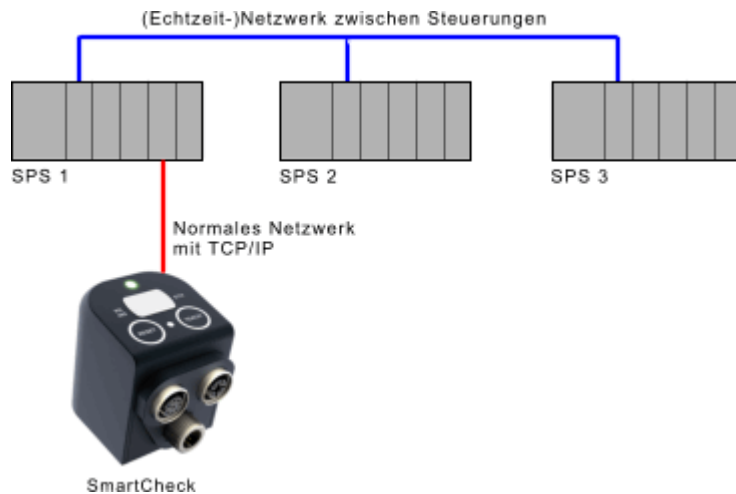 (Echtzeit-)Netzwerk zwischen Steuerungen
SPS 1
SPS 2
SPS 3
Normales Netzwerk
mit TCP/IP
SmartCheck